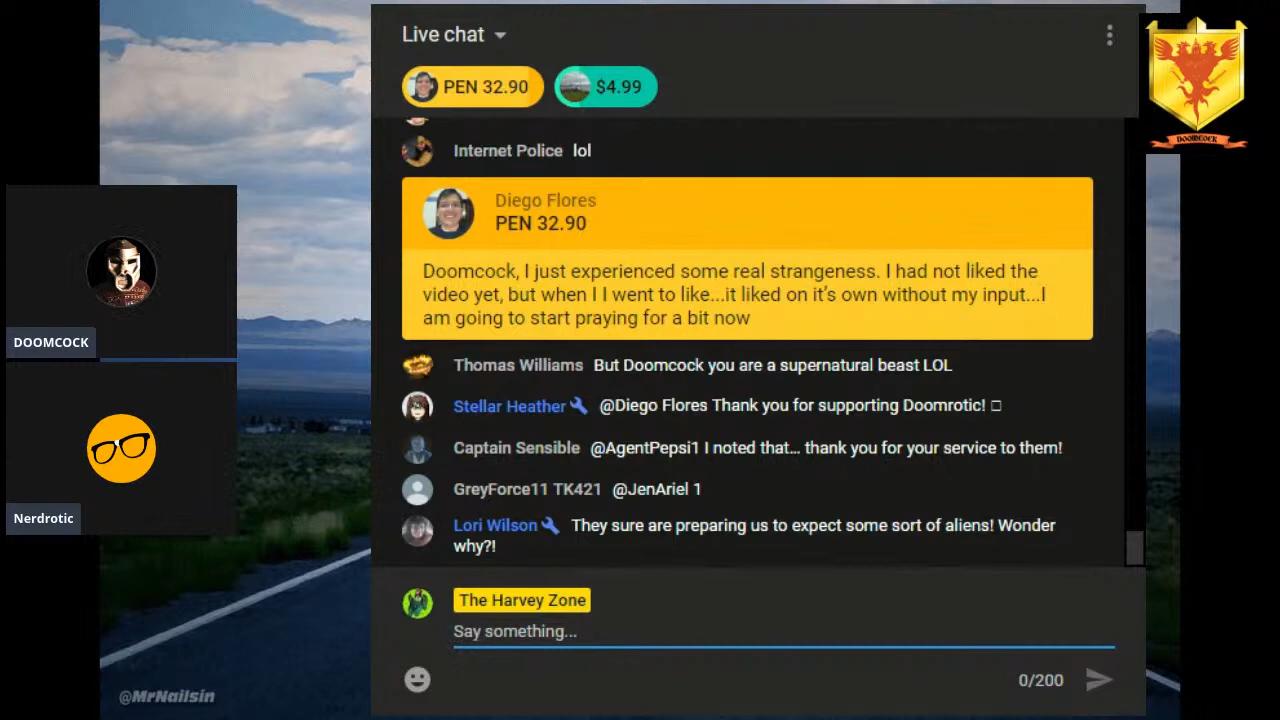 Live chat
PEN 32.90
$4.99
DOOMCOCK
Internet Police lol
Diego Flores
PEN 32.90
Doomcock, I just experienced some real strangeness. I had not liked the
video yet, but when I I went to like...it liked on it's own without my input...I
am going to start praying for a bit now
DOOMCOCK
Thomas Williams But Doomcock you are a supernatural beast LOL
Stellar Heather @Diego Flores Thank you for supporting Doomrotic!
Captain Sensible @AgentPepsi1 I noted that... thank you for your service to them!
GreyForce11 TK421 @JenAriel 1
Nerdrotic
Lori Wilson They sure are preparing us to expect some sort of aliens! Wonder
why?!
The Harvey Zone
Say something...
0/200
@MrNailsin